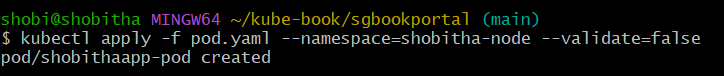 shobi@shobitha MINGW64 ~/kube-book/sgbookportal (main)
$ kubectl apply -f pod.yaml --namespace=shobitha-node --validate=false
pod/shobithaapp-pod created